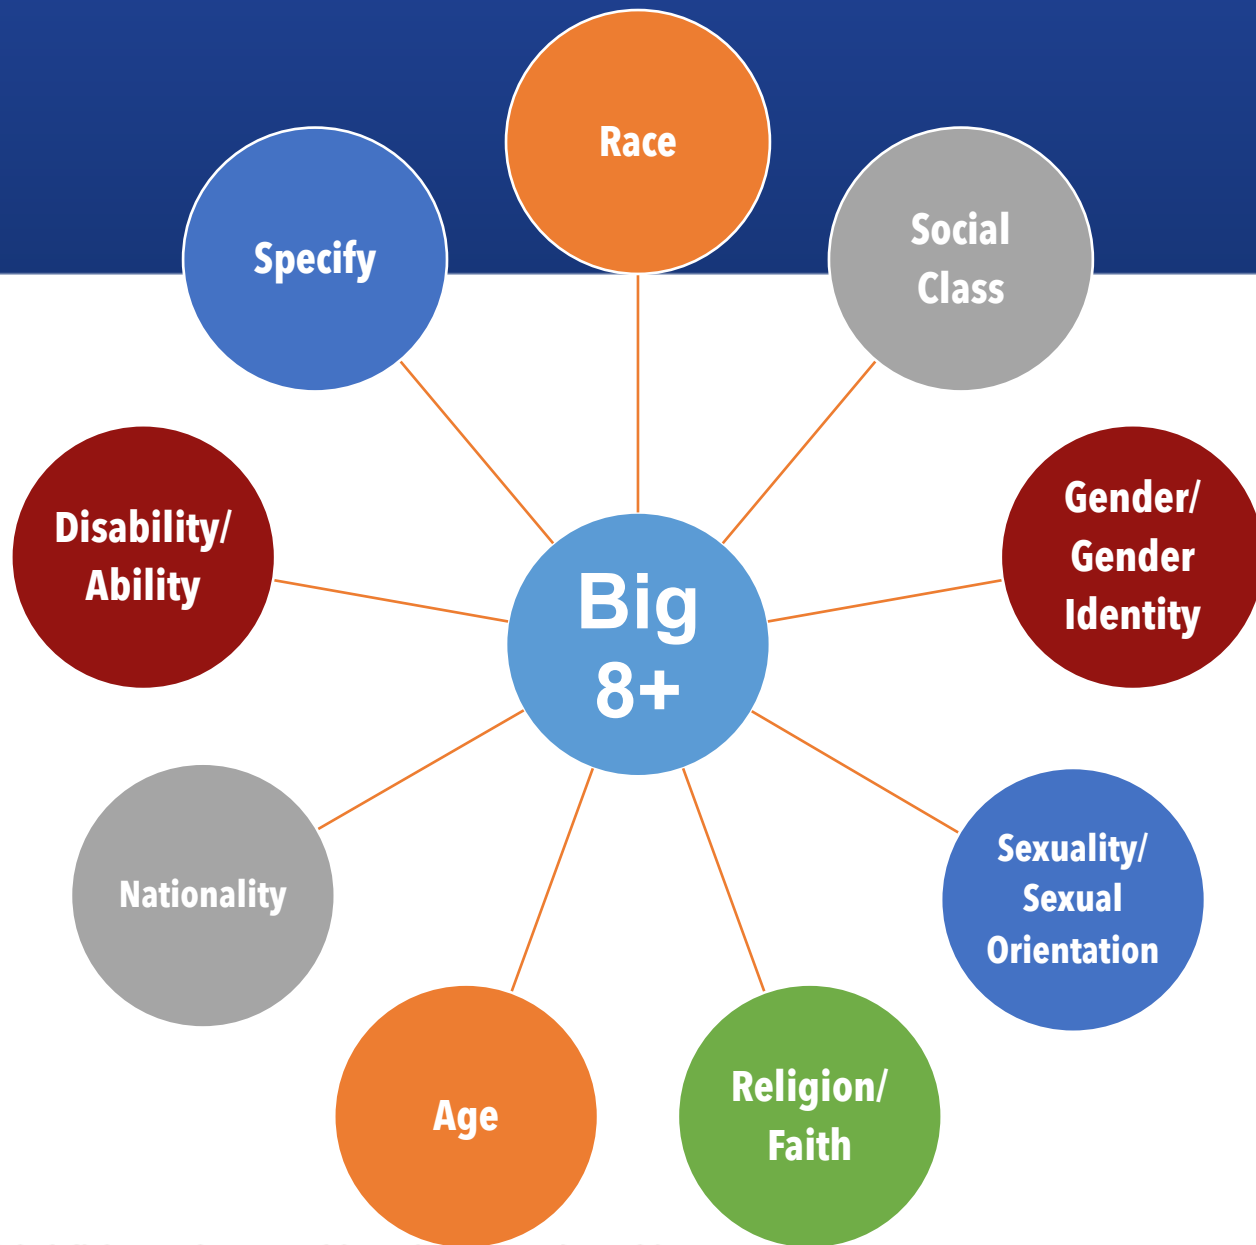 Race
Social
Class
Specify
Gender/
Gender
Identity
Disability/
Ability
Big
8+
Sexuality/
Sexual
Orientation
Nationality
Religion/
Faith
Age